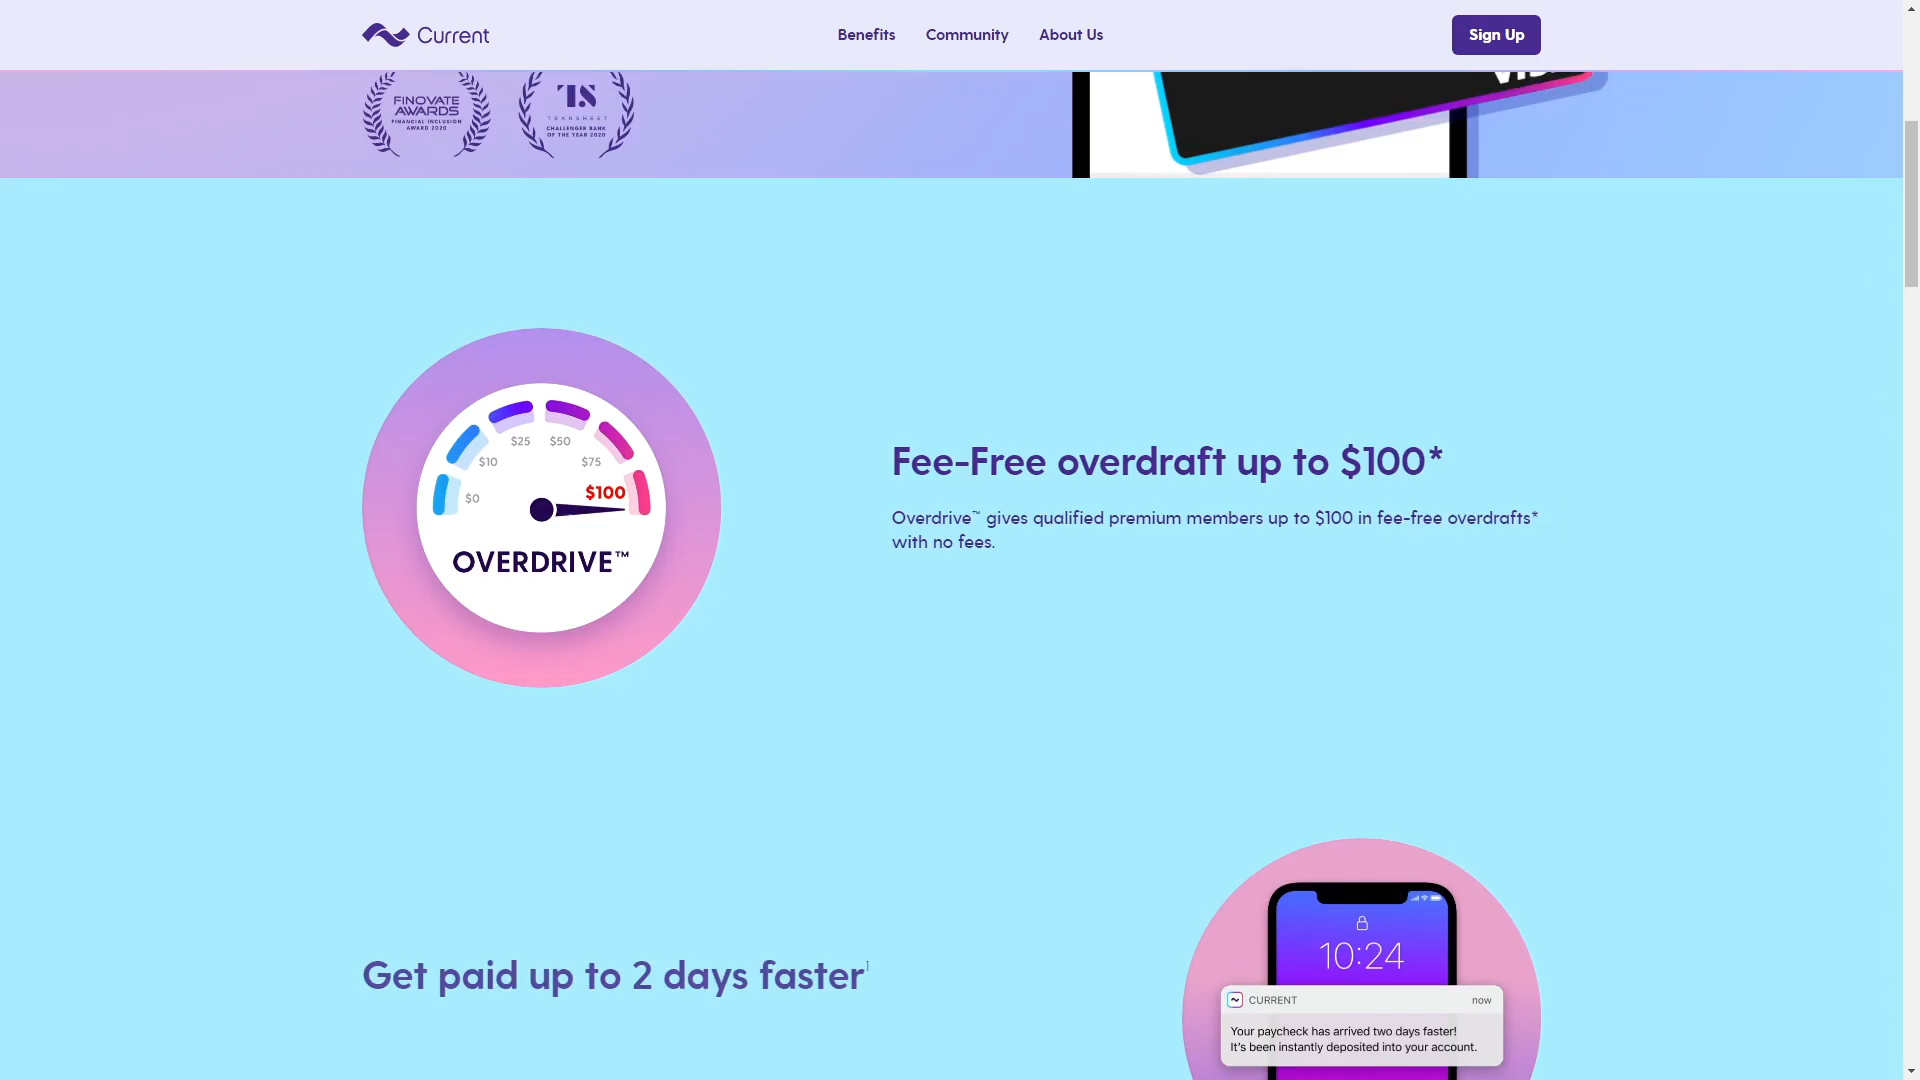 Current
Benefits
Community
About Us
Sign Up
FINOVATE
AWARDS
FINANCIAL INCLUSION
AWARD 2020
TS
TEARSHEET
CHALLENGER BANK
OF THE YEAR 2020
$25 $50
$10 $75
$0 $100
OVERDRIVE™
Fee-Free overdraft up to $100*
Overdrive™ gives qualified premium members up to $100 in fee-free overdrafts*
with no fees.
Get paid up to 2 days faster¹
10:24
CURRENT now
Your paycheck has arrived two days faster!
It's been instantly deposited into your account.